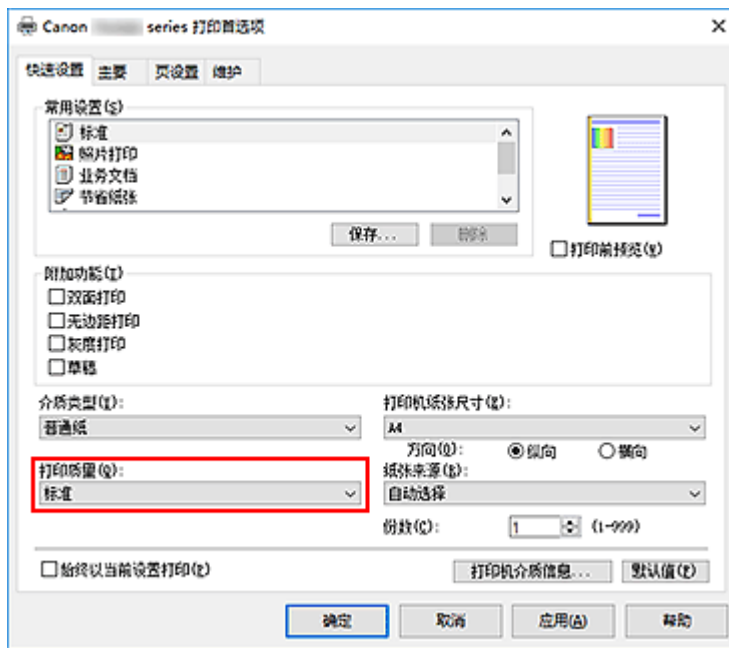 Canon series 打印首选项
快速设置 主要 页设置 维护
常用设置(S)
标准
照片打印
业务文档
节省纸张
保存... 删除
打印前预览(V)
附加功能(I)
双面打印
无边距打印
灰度打印
草稿
介质类型(I): 打印机纸张尺寸(Z):
普通纸 A4
方向(O): 纵向 横向
打印质量(Q): 纸张来源(B):
标准 自动选择
份数(C): 1 (1-999)
始终以当前设置打印(P)
打印机介质信息... 默认值(F)
确定 取消 应用(A) 帮助